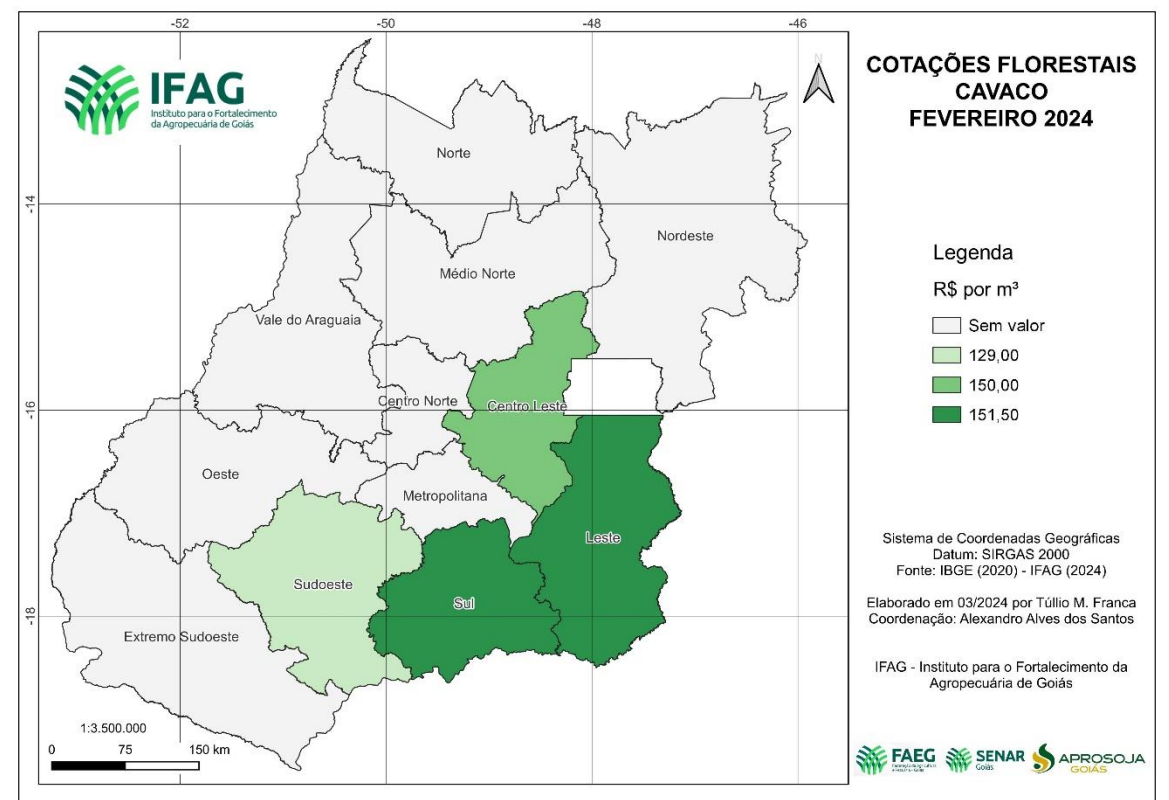 -52
-50
-48
-46
-14
-16
-18
IFAG
Instituto para o Fortalecimento
da Agropecuária de Goiás
N
Norte
Nordeste
Médio Norte
Vale do Araguaia
Centro Norte
Centro Leste
Oeste
Metropolitana
Leste
Sudoeste
Sul
Extremo Sudoeste
1:3.500.000
0 75 150 km
COTAÇÕES FLORESTAIS
CAVACO
FEVEREIRO 2024
Legenda
R$ por m³
Sem valor
129,00
150,00
151,50
Sistema de Coordenadas Geográficas
Datum: SIRGAS 2000
Fonte: IBGE (2020) - IFAG (2024)
Elaborado em 03/2024 por Túllio M. Franca
Coordenação: Alexandro Alves dos Santos
IFAG - Instituto para o Fortalecimento da
Agropecuária de Goiás
FAEG
SENAR
Goiás
APROSOJA
GOIÁS